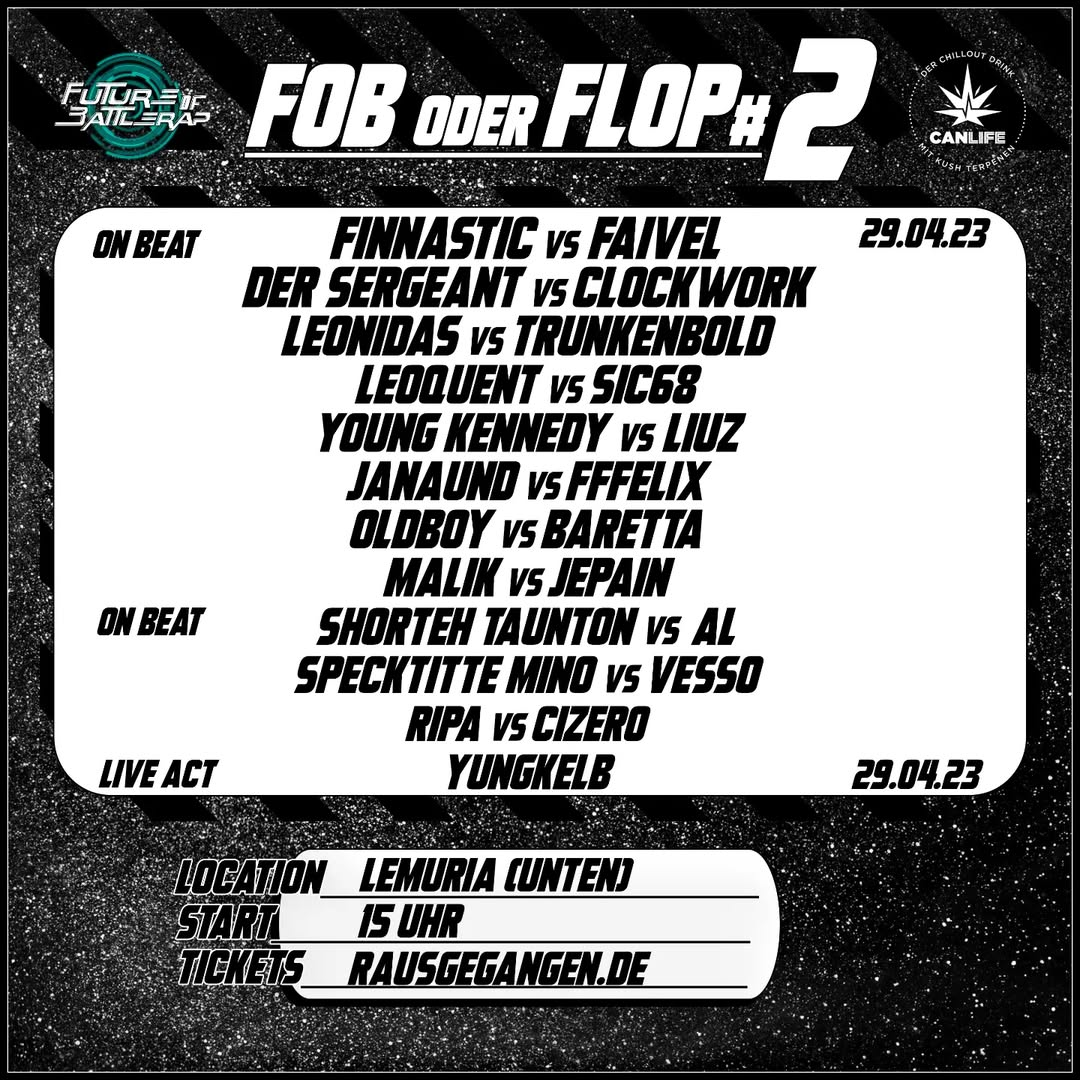 FUTURE OF
BATTLERAP
FOB ODER FLOP#2
DER CHILLOUT DRINK
CANLIFE
MIT KUSH TERPENEN
ON BEAT FINNASTIC VS FAIVEL 29.04.23
DER SERGEANT VS CLOCKWORK
LEONIDAS VS TRUNKENBOLD
LEOQUENT VS SIC68
YOUNG KENNEDY VS LIUZ
JANAUND VS FFFELIX
OLDBOY VS BARETTA
MALIK VS JEPAIN
ON BEAT SHORTEH TAUNTON VS AL
SPECKTITTE MINO VS VESSO
RIPA VS CIZERO
LIVE ACT YUNGKELB 29.04.23
LOCATION LEMURIA (UNTEN)
START 15 UHR
TICKETS RAUSGEGANGEN.DE